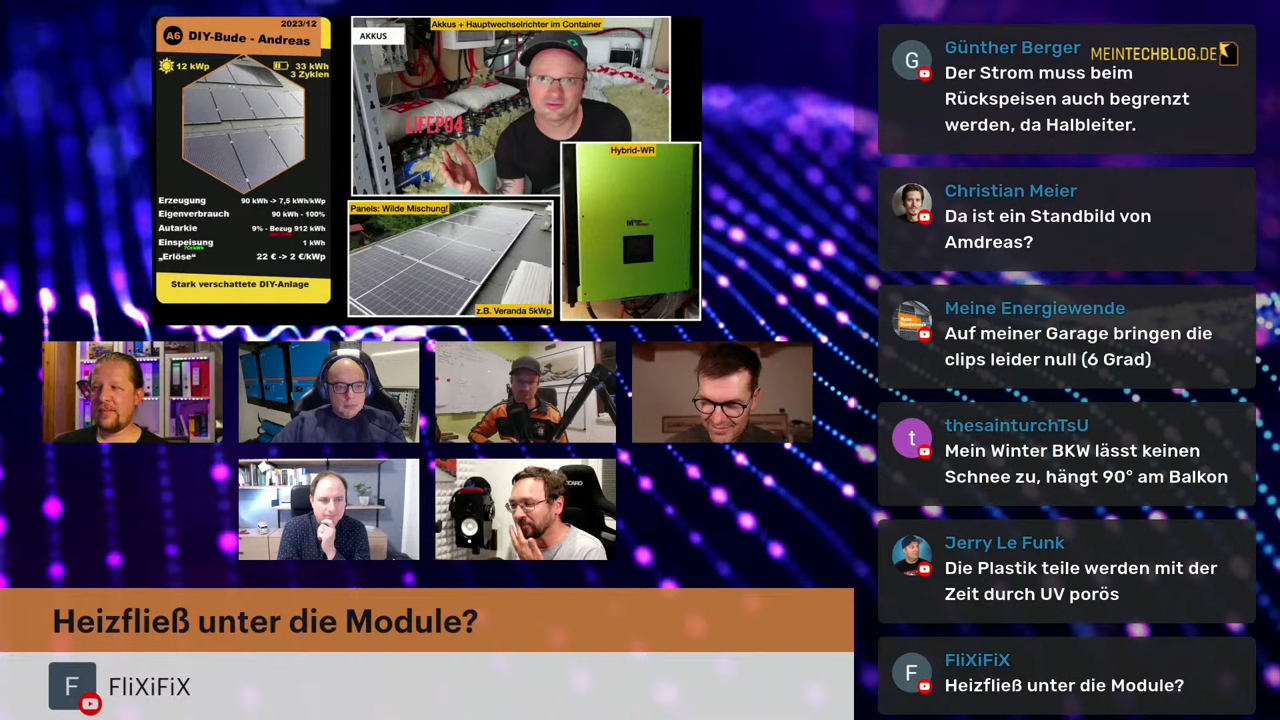 2023/12
A6 DIY-Bude - Andreas
12 kWp
33 kWh
3 Zyklen
Erzeugung 90 kWh -> 7,5 kWh/kWp
Eigenverbrauch 90 kWh - 100%
Autarkie 9% - Bezug 912 kWh
Einspeisung 1 kWh
„Erlöse“ 22 € -> 2 €/kWp
Stark verschattete DIY-Anlage
Akkus + Hauptwechselrichter im Container
AKKUS
LIFEPO4
Panels: Wilde Mischung!
z.B. Veranda 5kWp
Hybrid-WR
Heizfließ unter die Module?
F FliXiFiX
MEINTECHBLOG.DE
G Günther Berger
Der Strom muss beim
Rückspeisen auch begrenzt
werden, da Halbleiter.
Christian Meier
Da ist ein Standbild von
Amdreas?
Meine Energiewende
Auf meiner Garage bringen die
clips leider null (6 Grad)
t thesainturchTsU
Mein Winter BKW lässt keinen
Schnee zu, hängt 90° am Balkon
Jerry Le Funk
Die Plastik teile werden mit der
Zeit durch UV porös
F FliXiFiX
Heizfließ unter die Module?